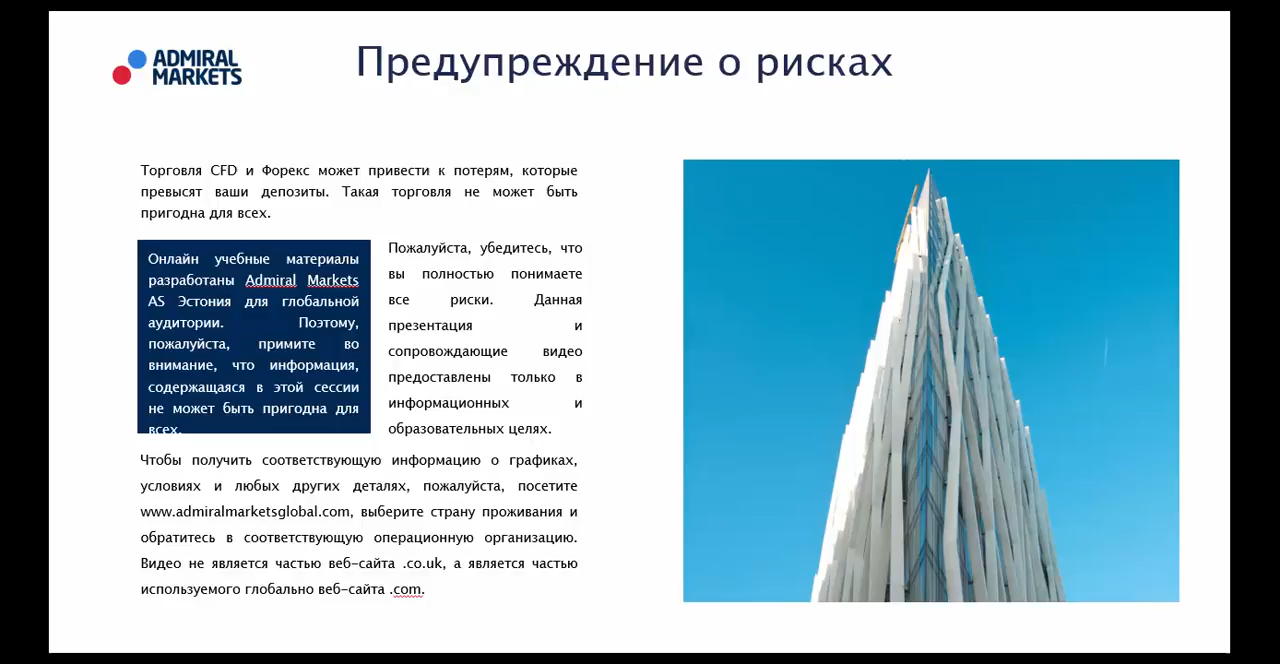 ADMIRAL
MARKETS
Предупреждение о рисках
Торговля CFD и Форекс может привести к потерям, которые
превысят ваши депозиты. Такая торговля не может быть
пригодна для всех.
Онлайн учебные материалы
разработаны Admiral Markets
AS Эстония для глобальной
аудитории. Поэтому,
пожалуйста, примите во
внимание, что информация,
содержащаяся в этой сессии
не может быть пригодна для
всех.
Пожалуйста, убедитесь, что
вы полностью понимаете
все риски. Данная
презентация и
сопровождающие видео
предоставлены только в
информационных и
образовательных целях.
Чтобы получить соответствующую информацию о графиках,
условиях и любых других деталях, пожалуйста, посетите
www.admiralmarketsglobal.com, выберите страну проживания и
обратитесь в соответствующую операционную организацию.
Видео не является частью веб-сайта .co.uk, а является частью
используемого глобально веб-сайта .com.